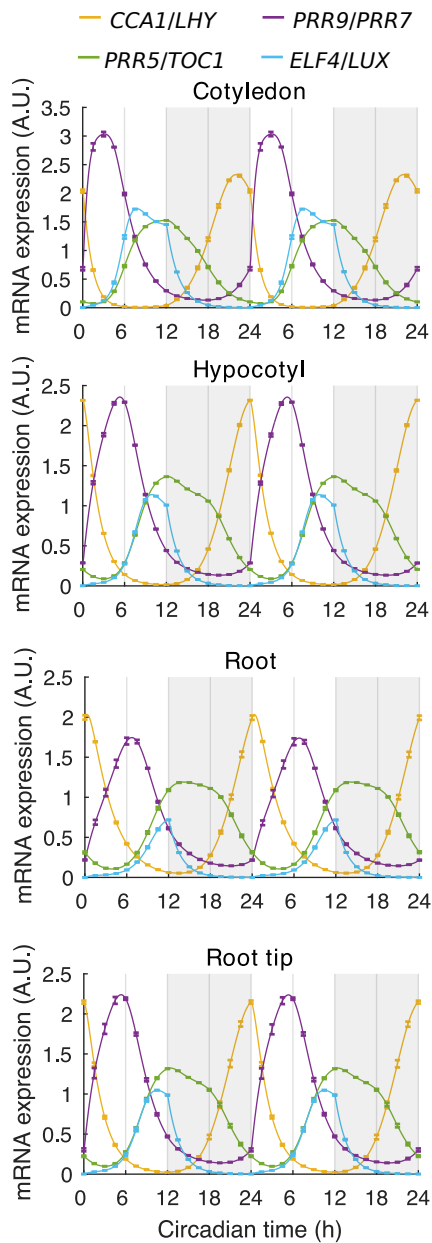 CCA1/LHY PRR9/PRR7
PRR5/TOC1 ELF4/LUX
Cotyledon
mRNA expression (A.U.)
3.5
3
2.5
2
1.5
1
0.5
0
0 6 12 18 24 6 12 18 24
Hypocotyl
mRNA expression (A.U.)
2.5
2
1.5
1
0.5
0
0 6 12 18 24 6 12 18 24
Root
mRNA expression (A.U.)
2.5
2
1.5
1
0.5
0
0 6 12 18 24 6 12 18 24
Root tip
mRNA expression (A.U.)
2.5
2
1.5
1
0.5
0
0 6 12 18 24 6 12 18 24
Circadian time (h)